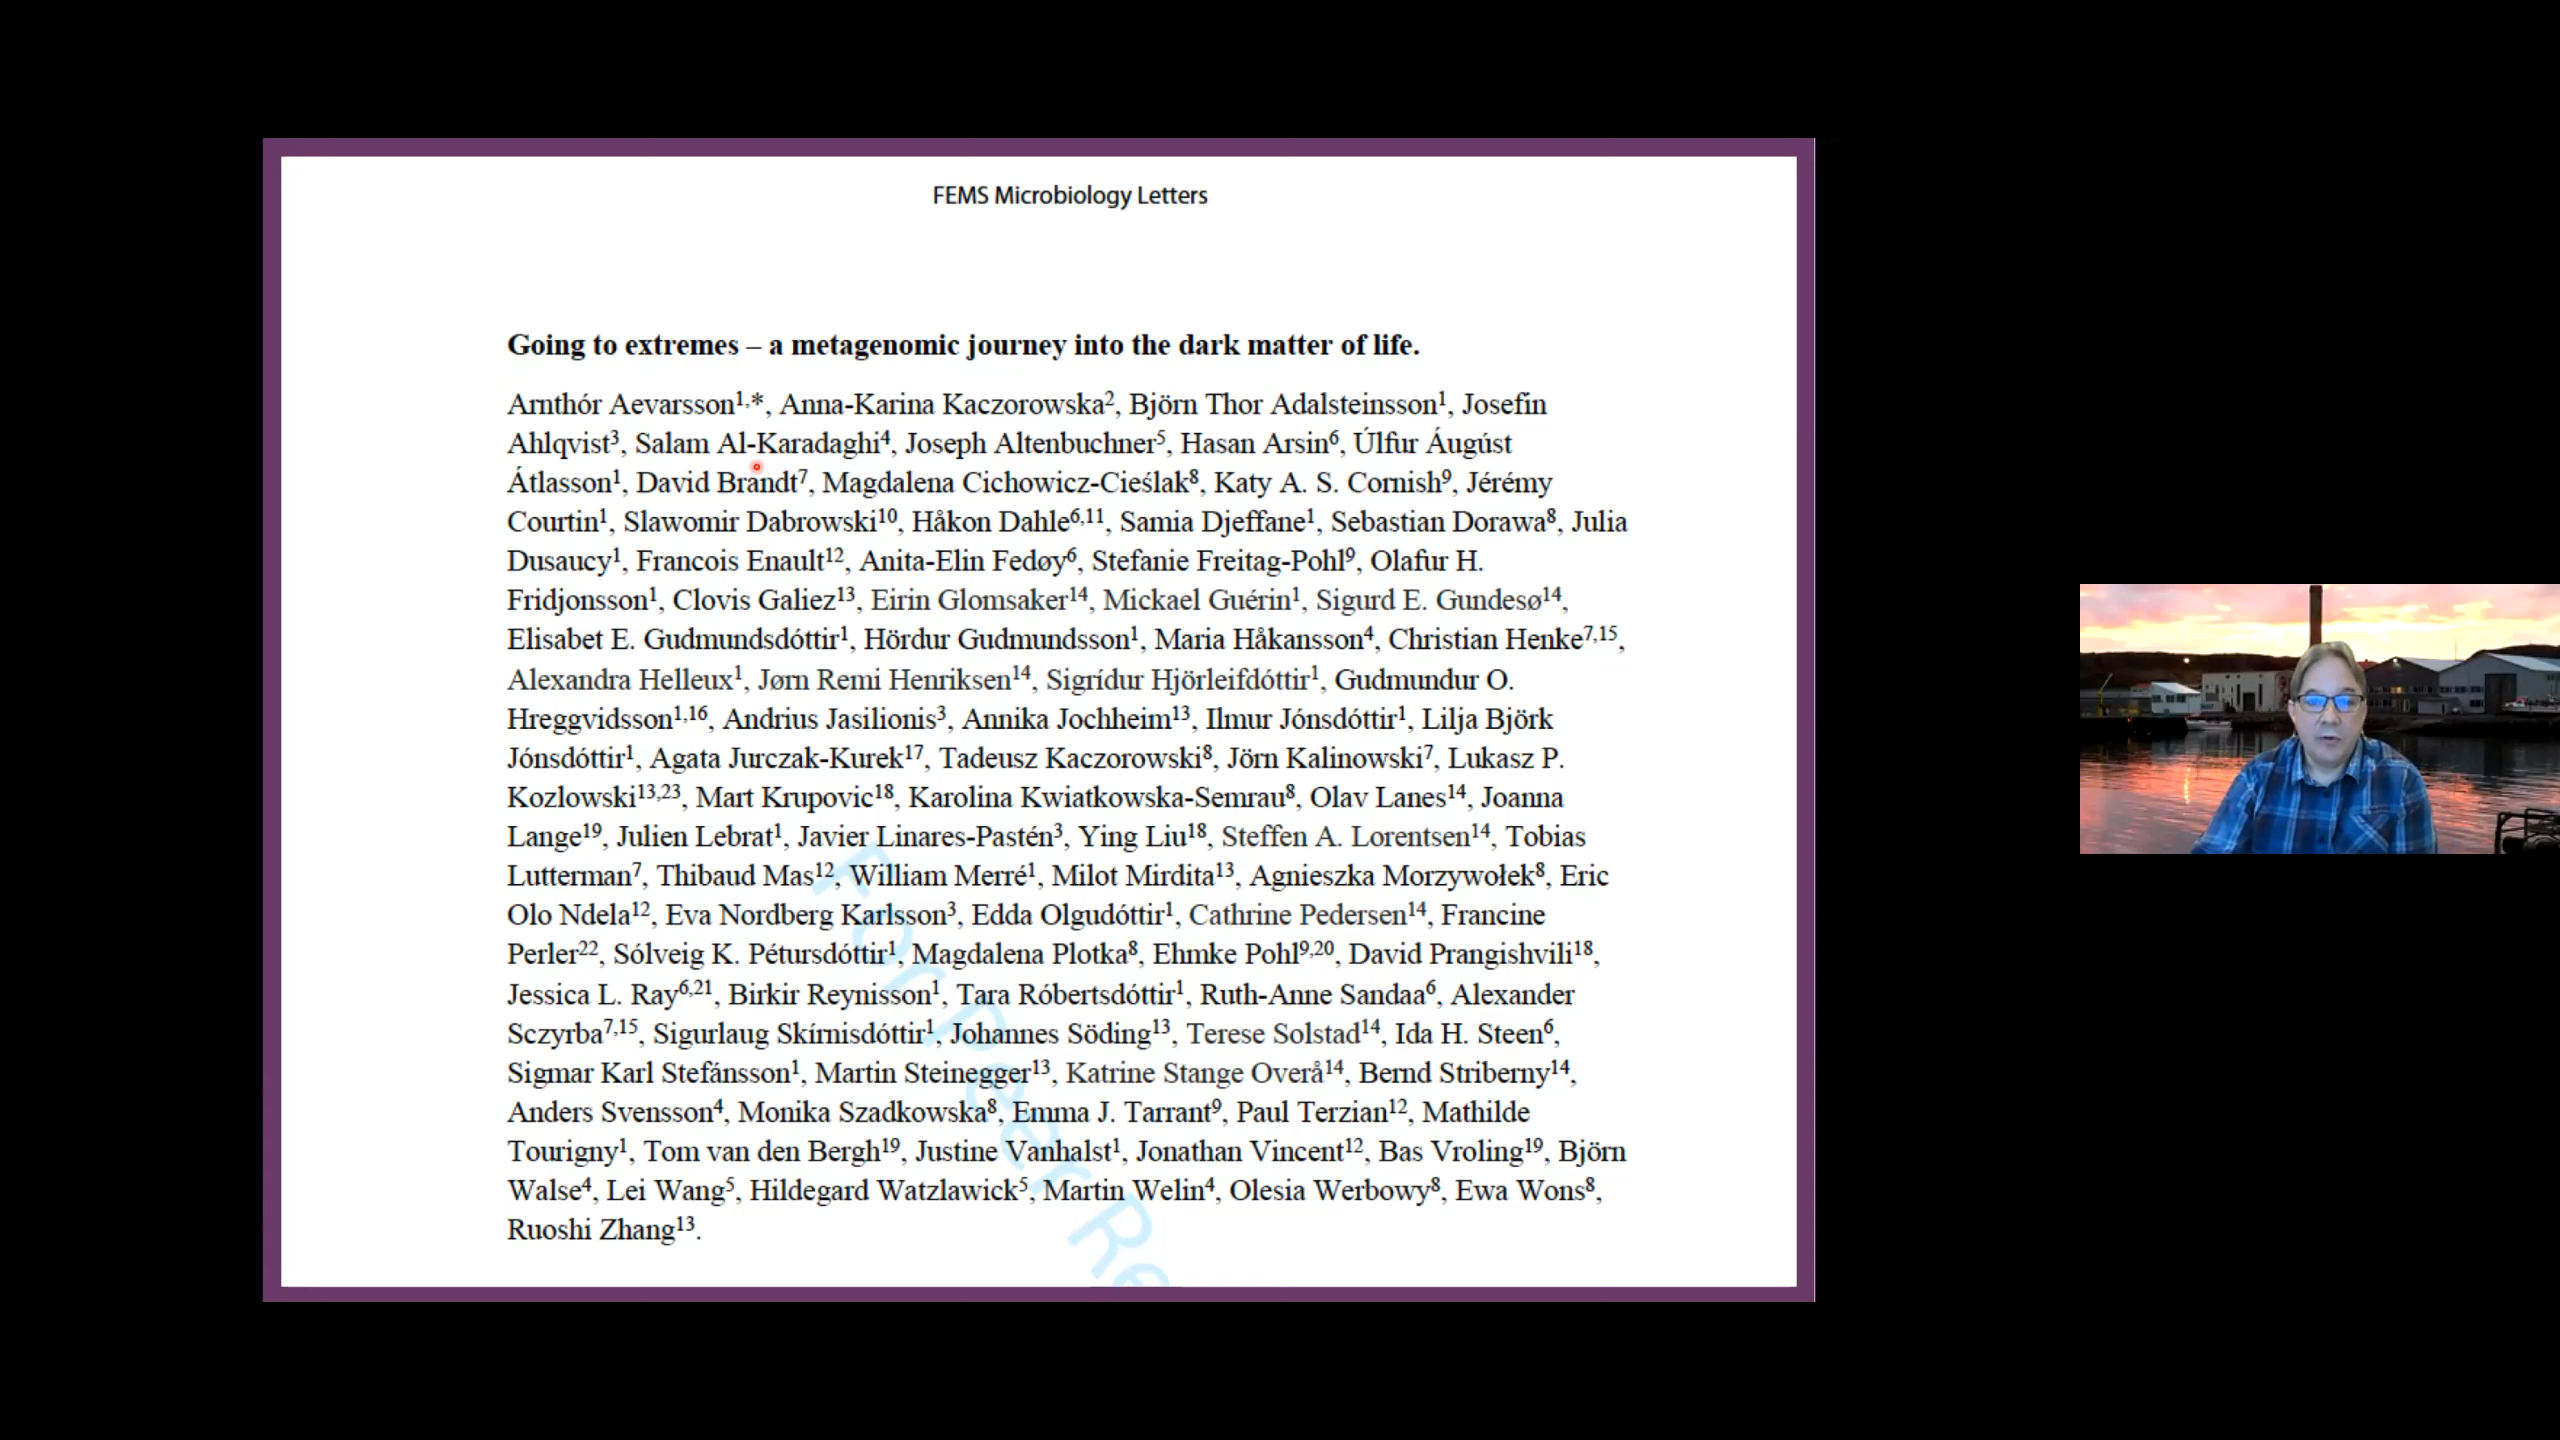 FEMS Microbiology Letters
Going to extremes – a metagenomic journey into the dark matter of life.
Arnthór Aevarsson1,*, Anna-Karina Kaczorowska2, Björn Thor Adalsteinsson1, Josefin
Ahlqvist3, Salam Al-Karadaghi4, Joseph Altenbuchner5, Hasan Arsin6, Úlfur Áugúst
Átlasson1, David Brandt7, Magdalena Cichowicz-Cieślak8, Katy A. S. Cornish9, Jérémy
Courtin1, Slawomir Dabrowski10, Håkon Dahle6,11, Samia Djeffane1, Sebastian Dorawa8, Julia
Dusaucy1, Francois Enault12, Anita-Elin Fedøy6, Stefanie Freitag-Pohl9, Olafur H.
Fridjonsson1, Clovis Galiez13, Eirin Glomsaker14, Mickael Guérin1, Sigurd E. Gundesø14,
Elisabet E. Gudmundsdóttir1, Hördur Gudmundsson1, Maria Håkansson4, Christian Henke7,15,
Alexandra Helleux1, Jørn Remi Henriksen14, Sigrídur Hjörleifdóttir1, Gudmundur O.
Hreggvidsson1,16, Andrius Jasilionis3, Annika Jochheim13, Ilmur Jónsdóttir1, Lilja Björk
Jónsdóttir1, Agata Jurczak-Kurek17, Tadeusz Kaczorowski8, Jörn Kalinowski7, Lukasz P.
Kozlowski13,23, Mart Krupovic18, Karolina Kwiatkowska-Semrau8, Olav Lanes14, Joanna
Lange19, Julien Lebrat1, Javier Linares-Pastén3, Ying Liu18, Steffen A. Lorentsen14, Tobias
Lutterman7, Thibaud Mas12, William Merré1, Milot Mirdita13, Agnieszka Morzywołek8, Eric
Olo Ndela12, Eva Nordberg Karlsson3, Edda Olgudóttir1, Cathrine Pedersen14, Francine
Perler22, Sólveig K. Pétursdóttir1, Magdalena Plotka8, Ehmke Pohl9,20, David Prangishvili18,
Jessica L. Ray6,21, Birkir Reynisson1, Tara Róbertsdóttir1, Ruth-Anne Sandaa6, Alexander
Sczyrba7,15, Sigurlaug Skírnisdóttir1, Johannes Söding13, Terese Solstad14, Ida H. Steen6,
Sigmar Karl Stefánsson1, Martin Steinegger13, Katrine Stange Overå14, Bernd Striberny14,
Anders Svensson4, Monika Szadkowska8, Emma J. Tarrant9, Paul Terzian12, Mathilde
Tourigny1, Tom van den Bergh19, Justine Vanhalst1, Jonathan Vincent12, Bas Vroling19, Björn
Walse4, Lei Wang5, Hildegard Watzlawick5, Martin Welin4, Olesia Werbowy8, Ewa Wons8,
Ruoshi Zhang13.
For Peer Re